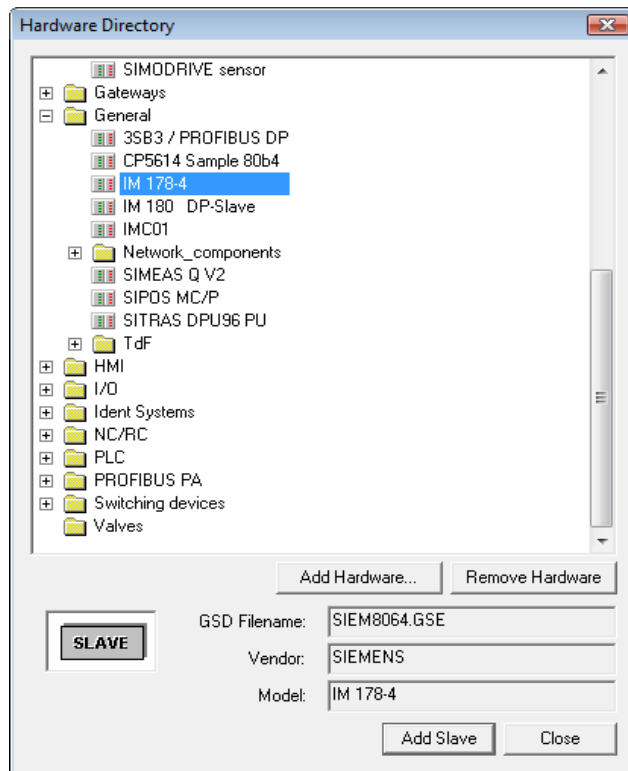 Hardware Directory
SIMODRIVE sensor
Gateways
General
3SB3 / PROFIBUS DP
CP5614 Sample 80b4
IM 178-4
IM 180 DP-Slave
IMC01
Network_components
SIMEAS Q V2
SIPOS MC/P
SITRAS DPU96 PU
TdF
HMI
I/O
Ident Systems
NC/RC
PLC
PROFIBUS PA
Switching devices
Valves
Add Hardware... Remove Hardware
SLAVE
GSD Filename: SIEM8064.GSE
Vendor: SIEMENS
Model: IM 178-4
Add Slave Close